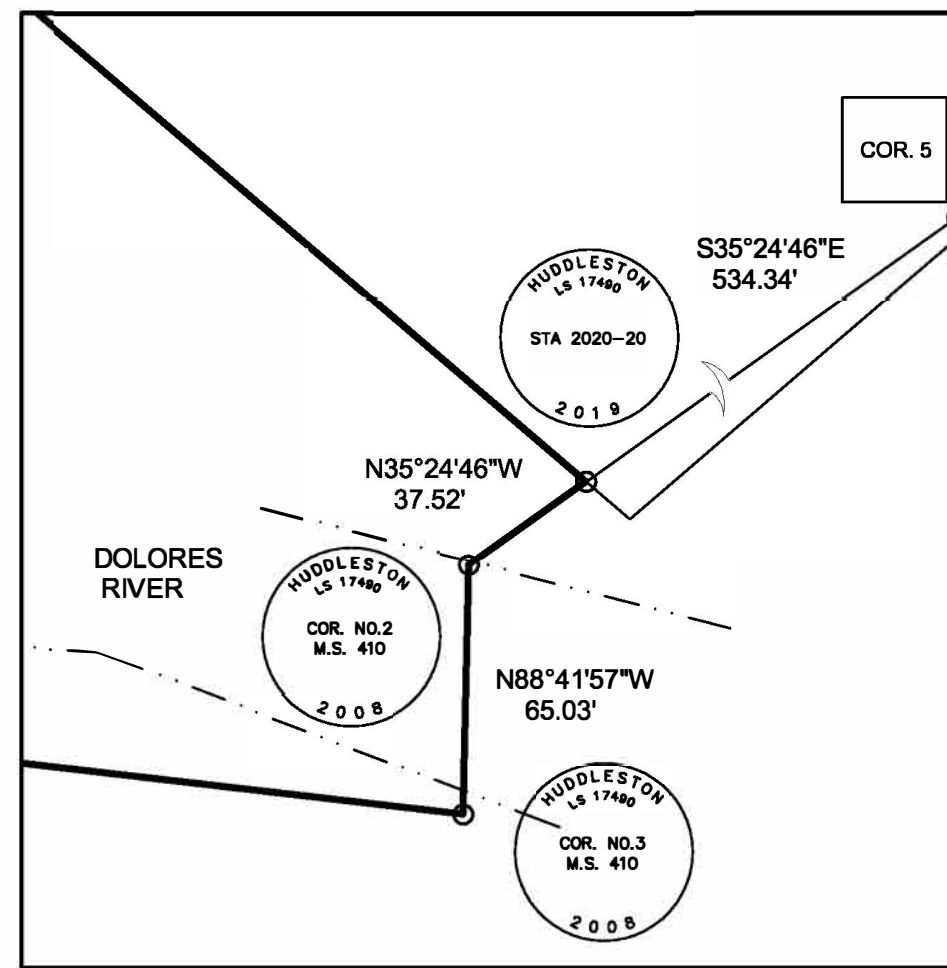 COR. 5
S35°24'46"E
534.34'
HUDDLESTON
LS 17490
STA 2020-20
2019
N35°24'46"W
37.52'
DOLORES
RIVER
HUDDLESTON
LS 17490
COR. NO.2
M.S. 410
2008
N88°41'57"W
65.03'
HUDDLESTON
LS 17490
COR. NO.3
M.S. 410
2008